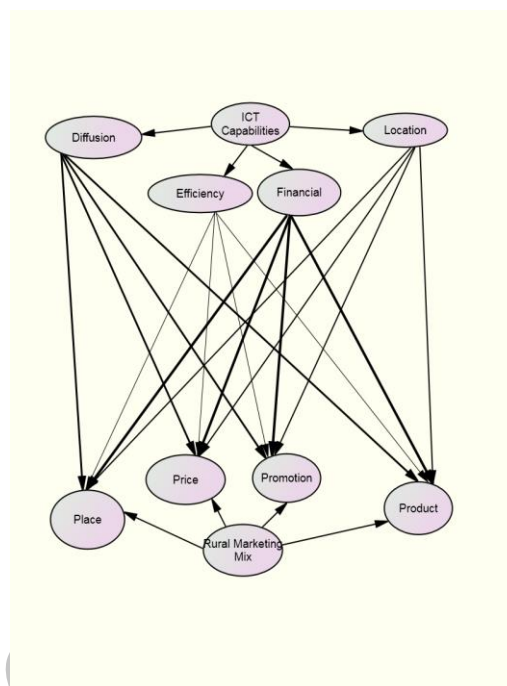 ICT
Capabilities
Diffusion
Location
Efficiency
Financial
Price
Promotion
Place
Product
Rural Marketing
Mix